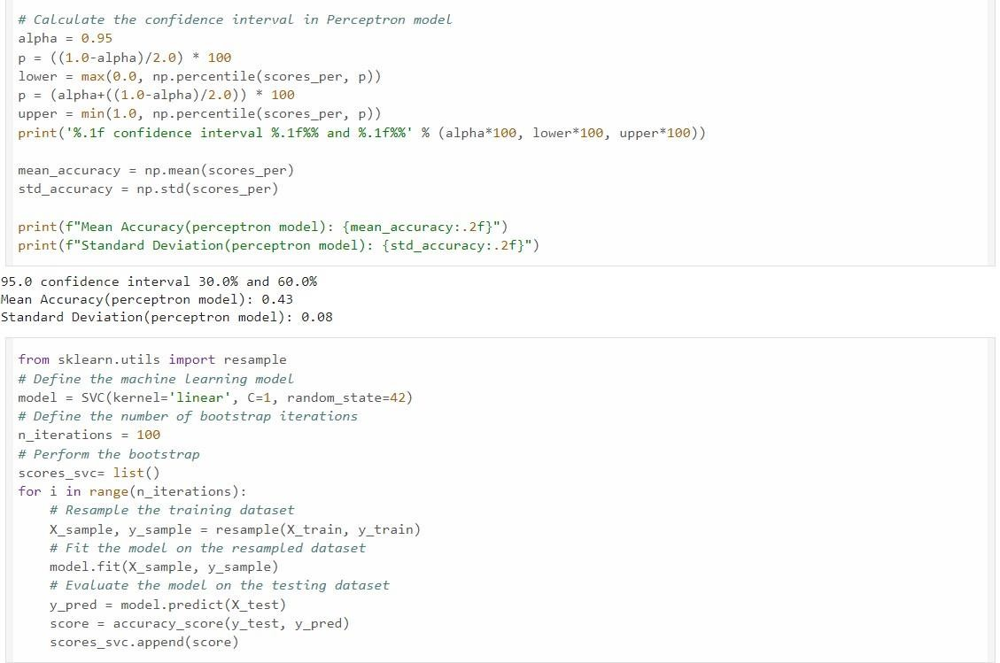 # Calculate the confidence interval in Perceptron model
alpha = 0.95
p = ((1.0-alpha)/2.0) * 100
lower = max(0.0, np.percentile(scores_per, p))
p = (alpha+((1.0-alpha)/2.0)) * 100
upper = min(1.0, np.percentile(scores_per, p))
print('%.1f confidence interval %.1f%% and %.1f%%' % (alpha*100, lower*100, upper*100))
mean_accuracy = np.mean(scores_per)
std_accuracy = np.std(scores_per)
print(f"Mean Accuracy(perceptron model): {mean_accuracy:.2f}")
print(f"Standard Deviation(perceptron model): {std_accuracy:.2f}")
95.0 confidence interval 30.0% and 60.0%
Mean Accuracy(perceptron model): 0.43
Standard Deviation(perceptron model): 0.08
from sklearn.utils import resample
# Define the machine learning model
model = SVC(kernel='linear', C=1, random_state=42)
# Define the number of bootstrap iterations
n_iterations = 100
# Perform the bootstrap
scores_svc= list()
for i in range(n_iterations):
    # Resample the training dataset
    X_sample, y_sample = resample(X_train, y_train)
    # Fit the model on the resampled dataset
    model.fit(X_sample, y_sample)
    # Evaluate the model on the testing dataset
    y_pred = model.predict(X_test)
    score = accuracy_score(y_test, y_pred)
    scores_svc.append(score)